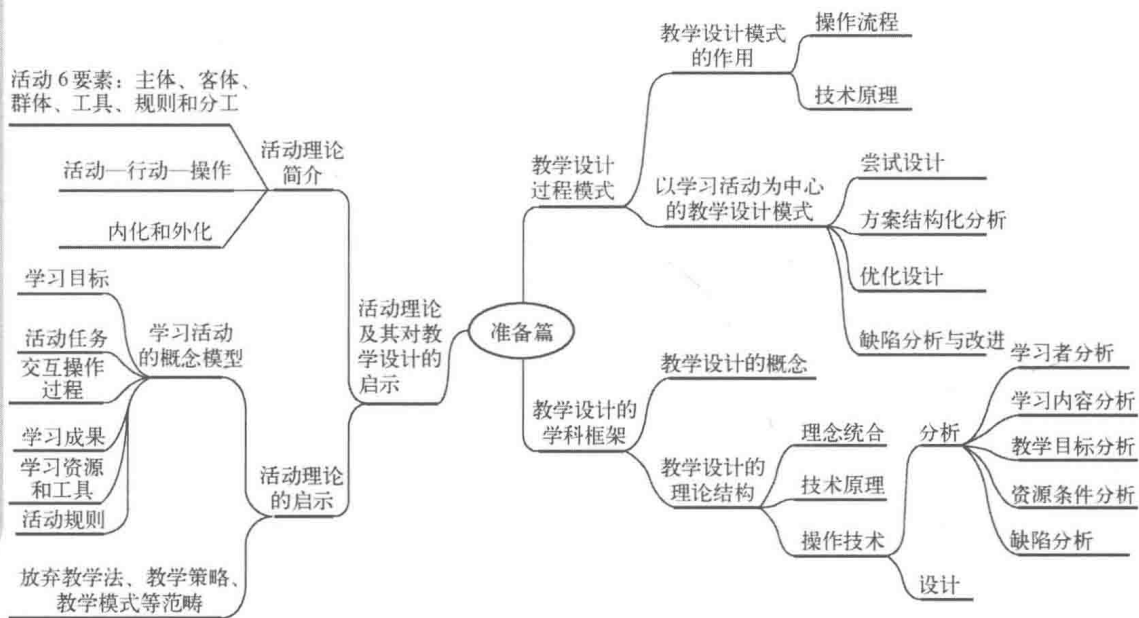 准备篇
教学设计
过程模式
教学设计模式
的作用
操作流程
技术原理
以学习活动为中心
的教学设计模式
尝试设计
方案结构化分析
优化设计
缺陷分析与改进
教学设计的
学科框架
教学设计的概念
教学设计的
理论结构
理念统合
技术原理
操作技术
分析
学习者分析
学习内容分析
教学目标分析
资源条件分析
缺陷分析
设计
活动理论
及其对教
学设计的
启示
活动理论
简介
活动6要素：主体、客体、
群体、工具、规则和分工
活动—行动—操作
内化和外化
活动理论
的启示
学习活动
的概念模型
学习目标
活动任务
交互操作
过程
学习成果
学习资源
和工具
活动规则
放弃教学法、教学策略、
教学模式等范畴